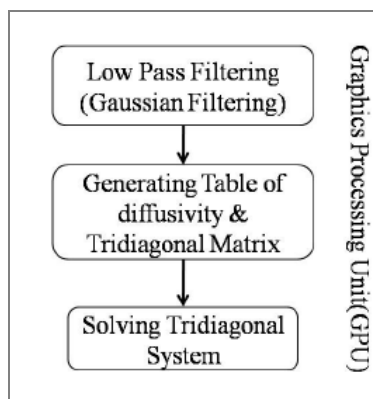 Low Pass Filtering
(Gaussian Filtering)
Generating Table of
diffusivity &
Tridiagonal Matrix
Solving Tridiagonal
System
Graphics Processing Unit(GPU)